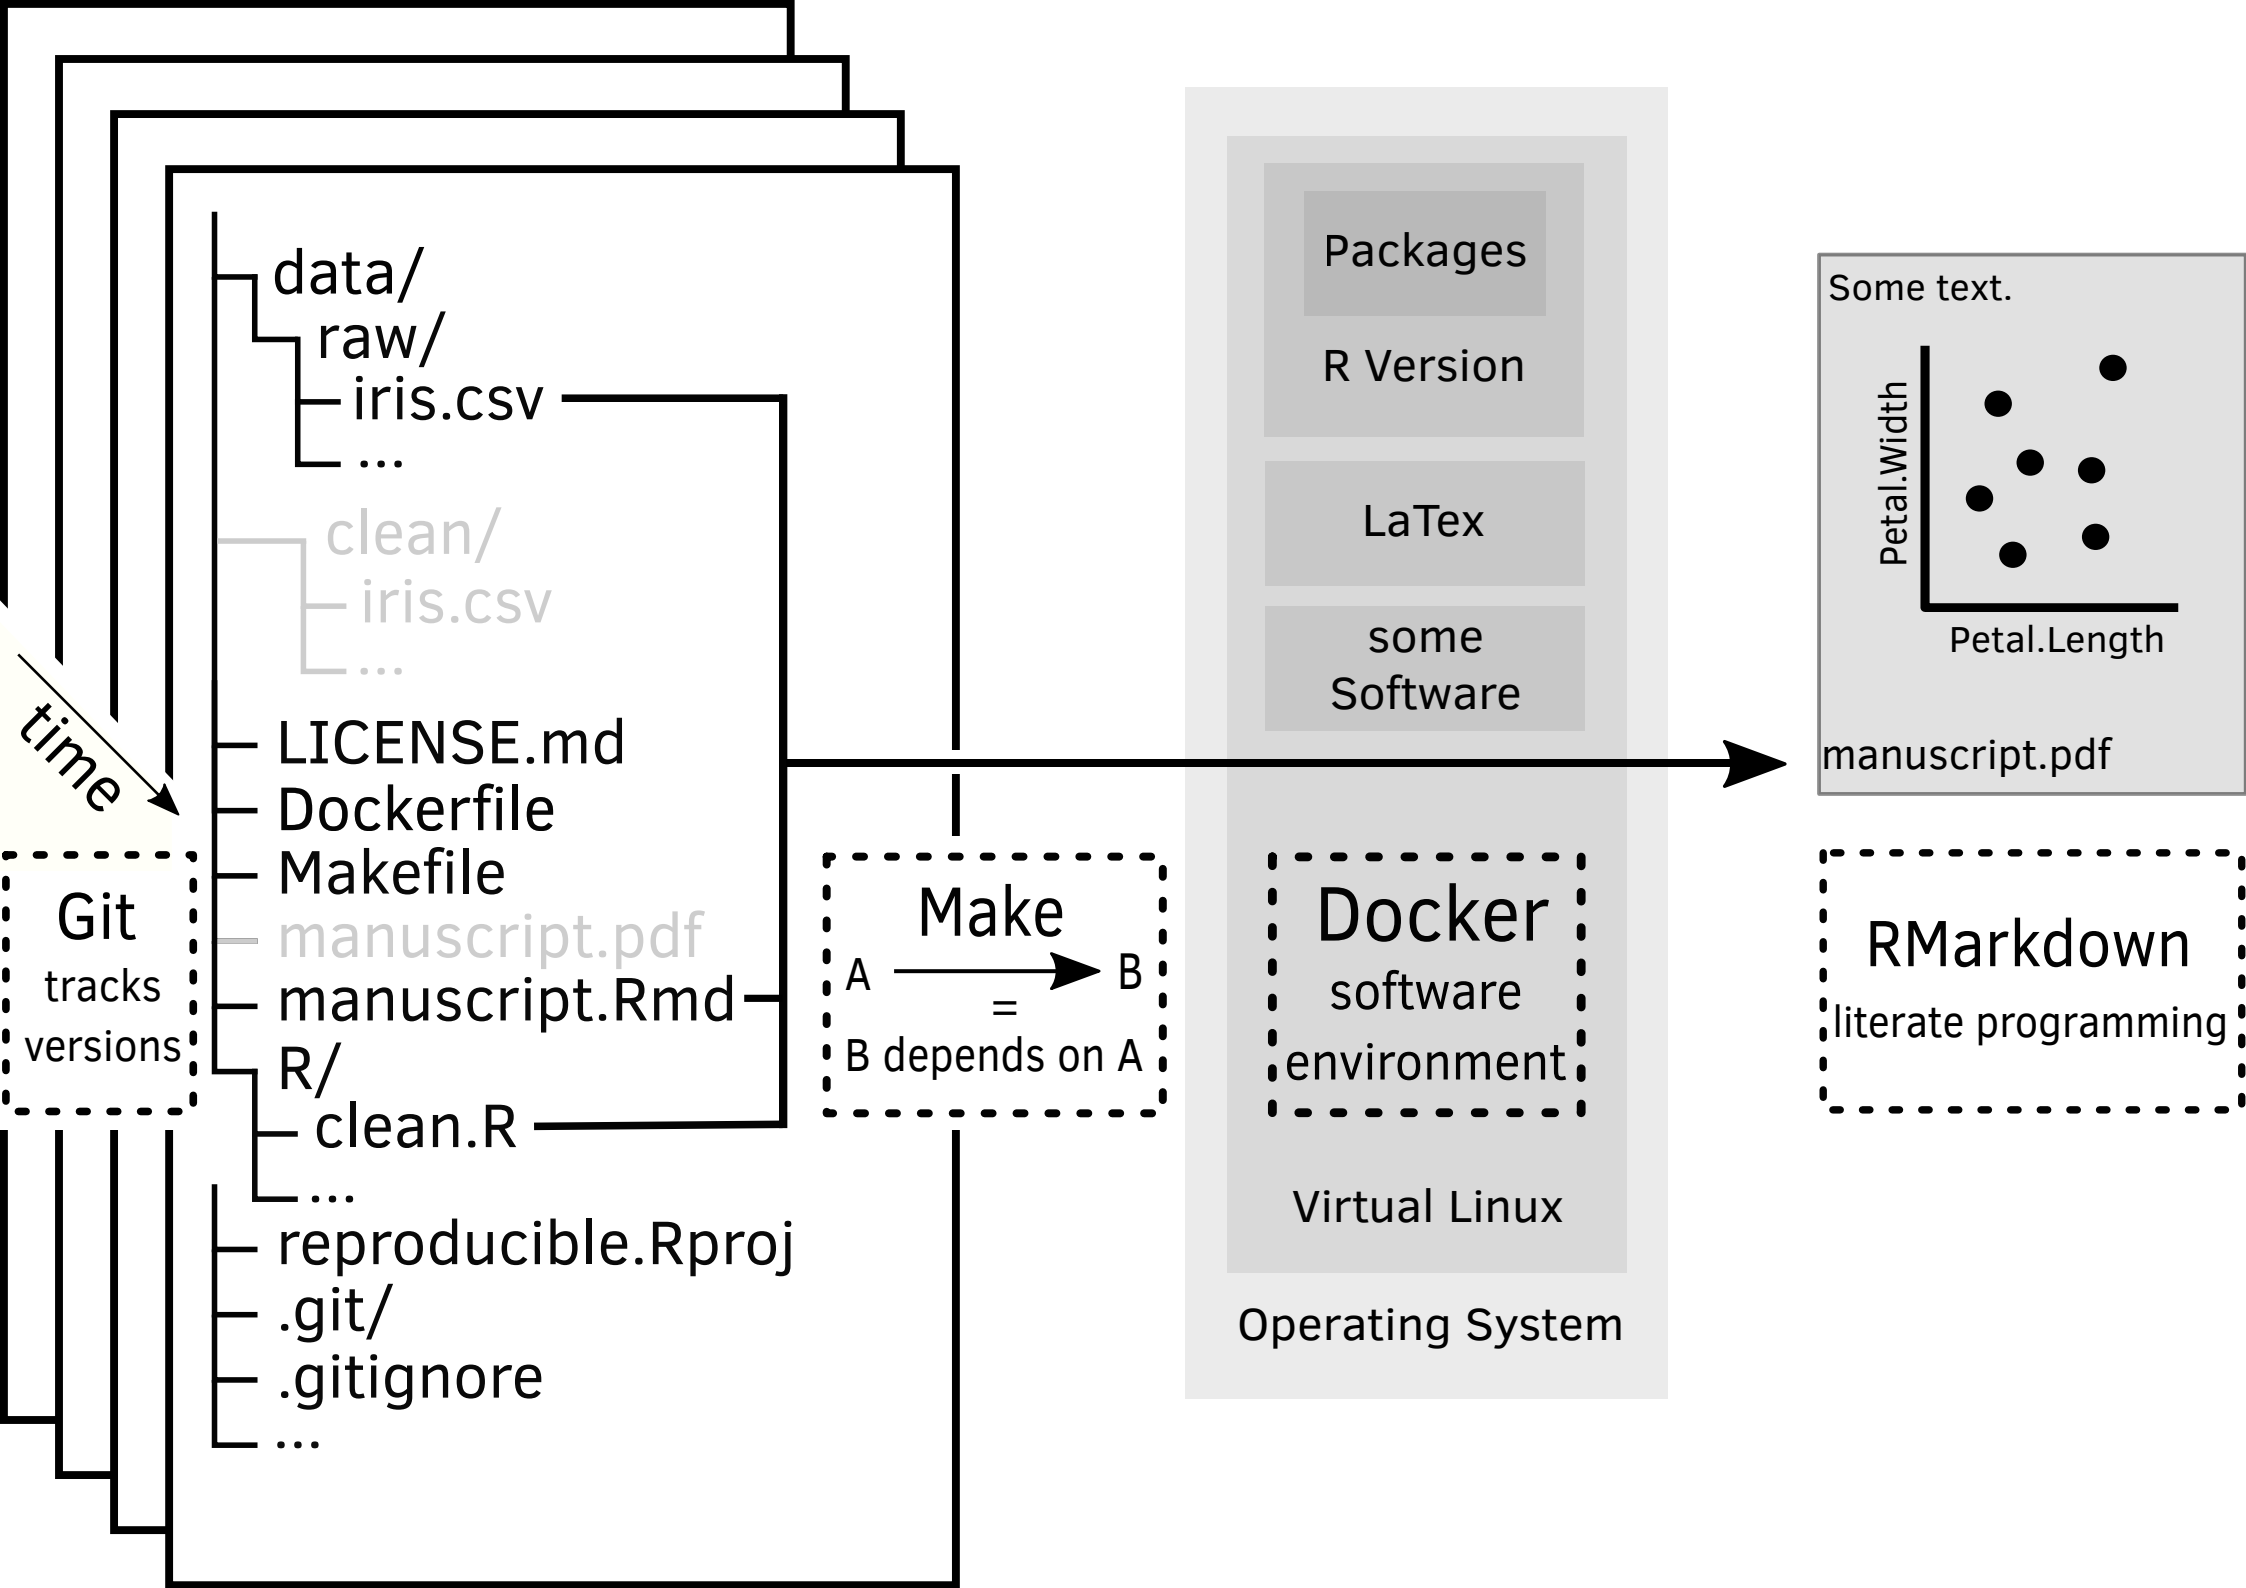 data/
raw/
iris.csv
...
clean/
iris.csv
...
LICENSE.md
Dockerfile
Makefile
manuscript.pdf
manuscript.Rmd
R/
clean.R
...
reproducible.Rproj
.git/
.gitignore
...
time
Git
tracks
versions
Make
A B
=
B depends on A
Packages
R Version
LaTex
some
Software
Docker
software
environment
Virtual Linux
Operating System
Some text.
Petal.Width
Petal.Length
manuscript.pdf
RMarkdown
literate programming